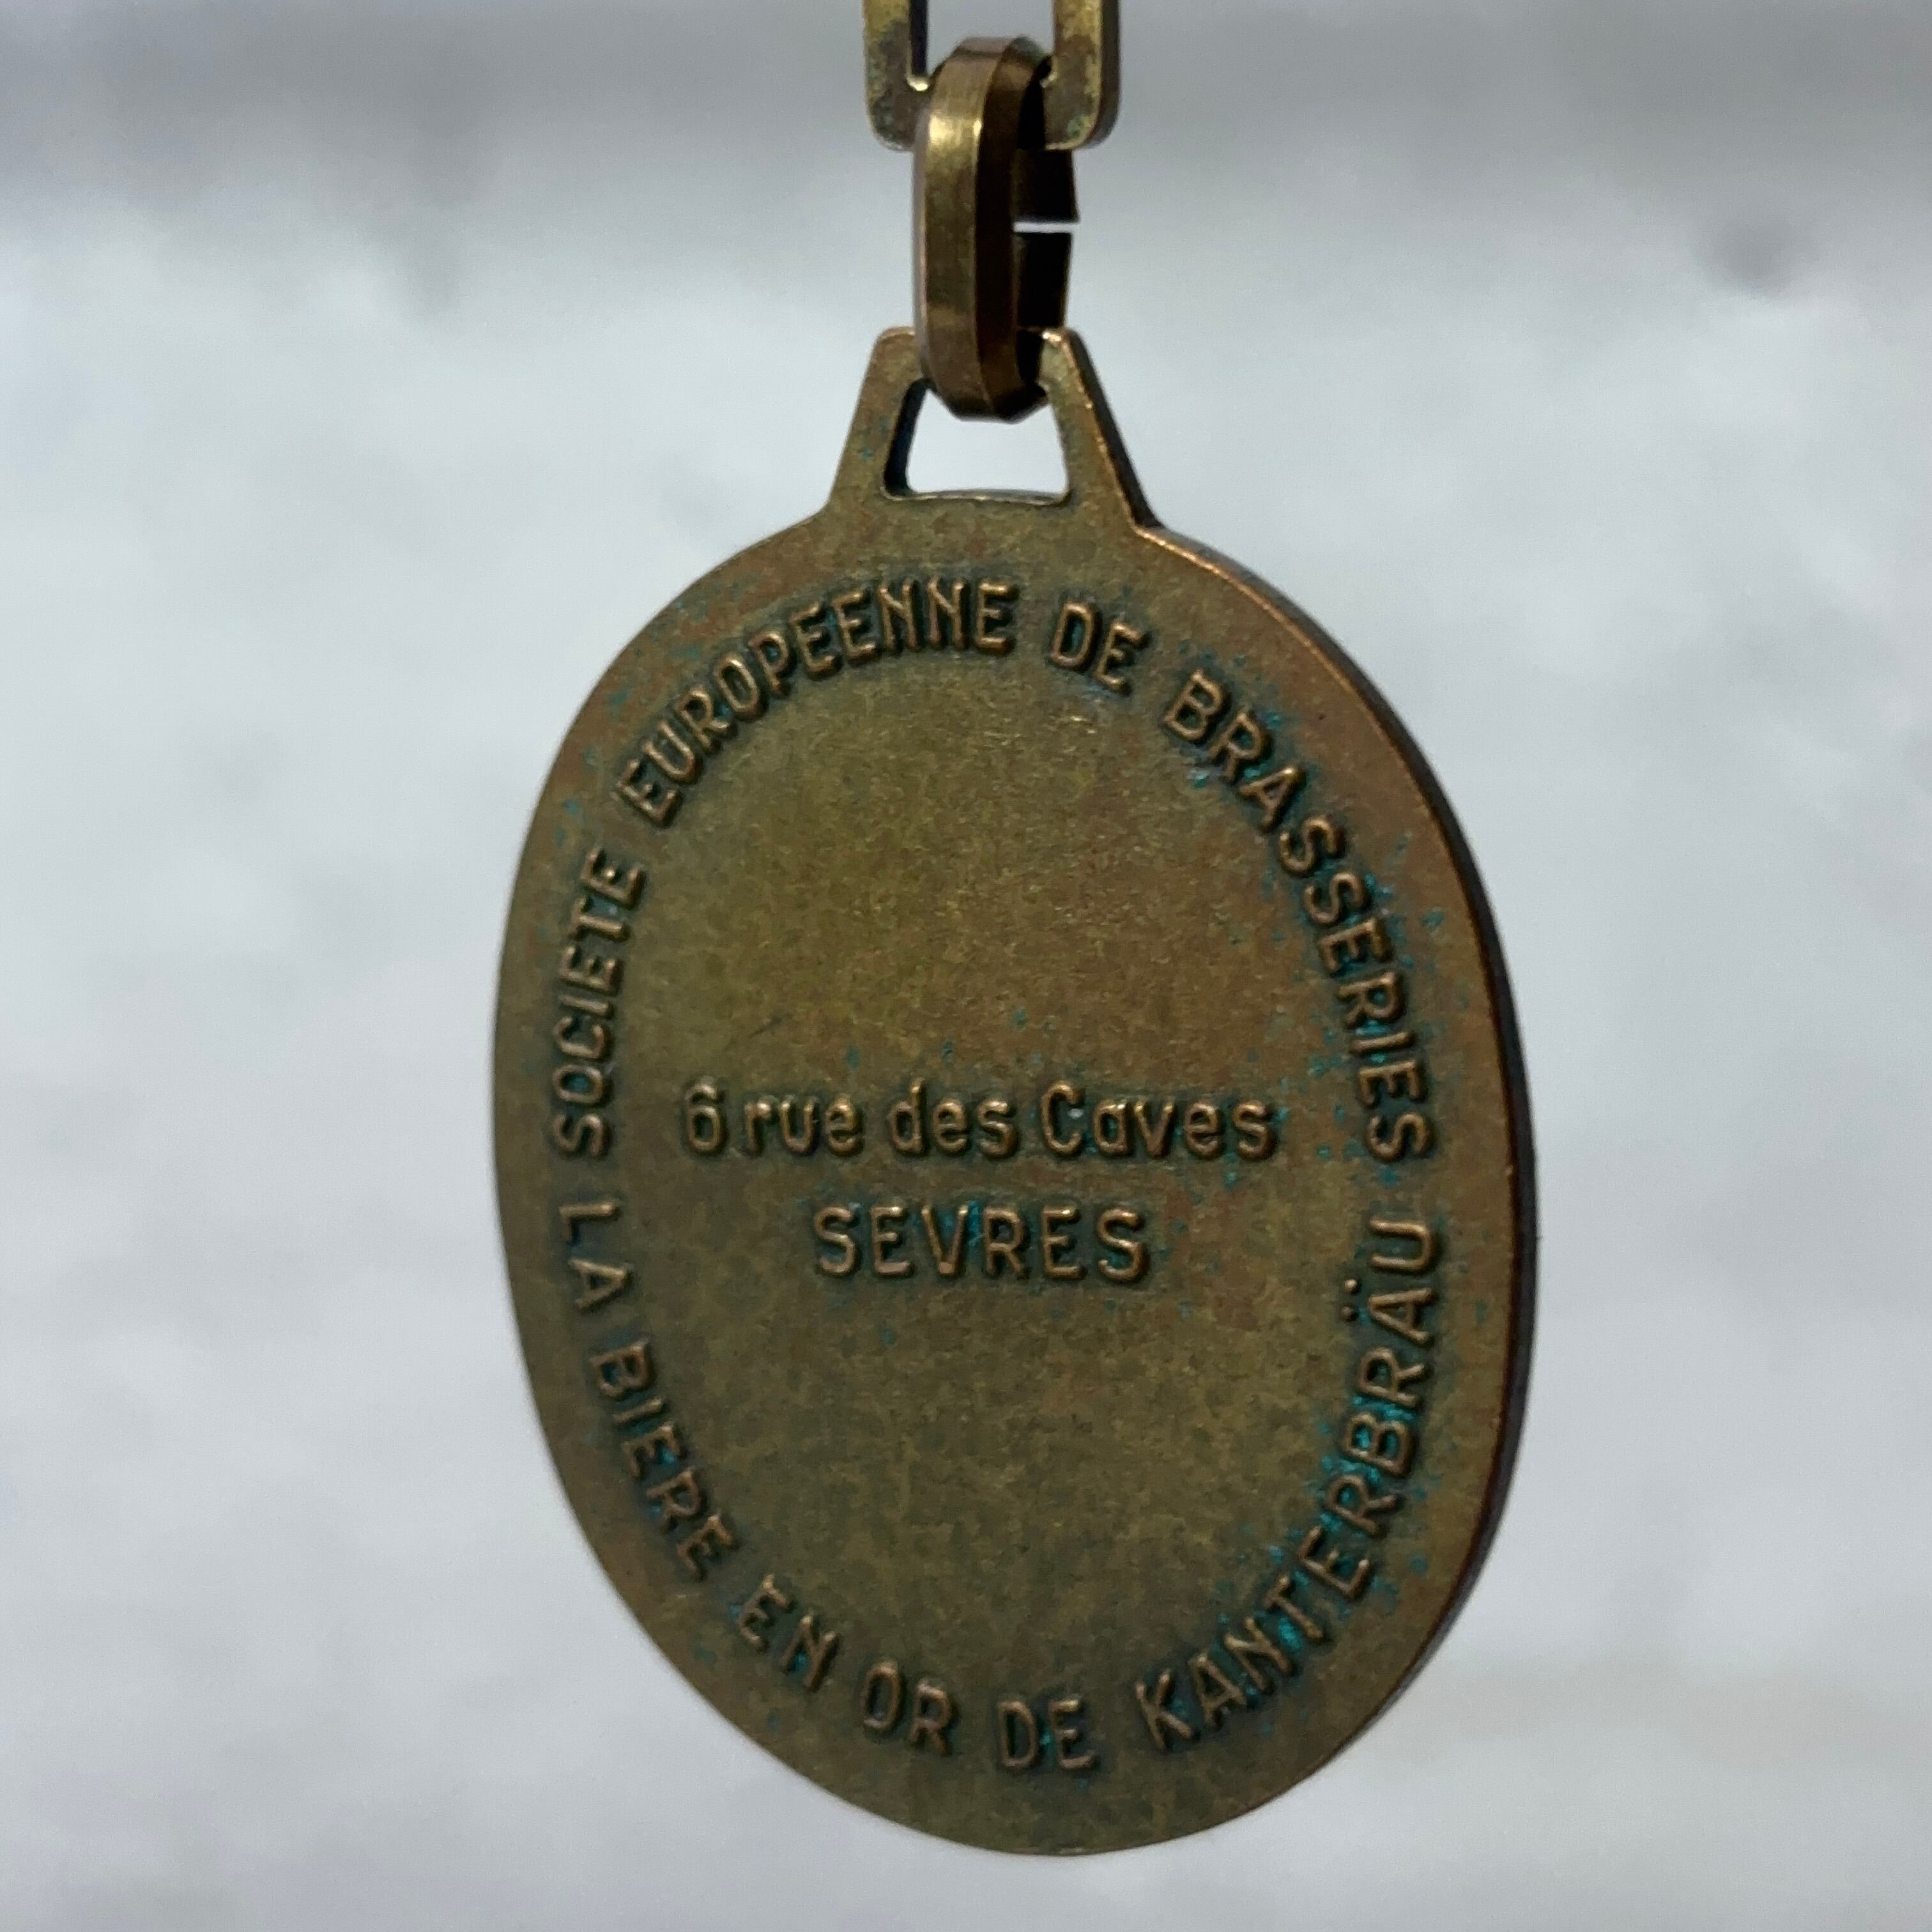 SOCIETE EUROPEENNE DE BRASSERIES
6 rue des Caves
SEVRES
LA BIERE EN OR DE KANTERBRÄU